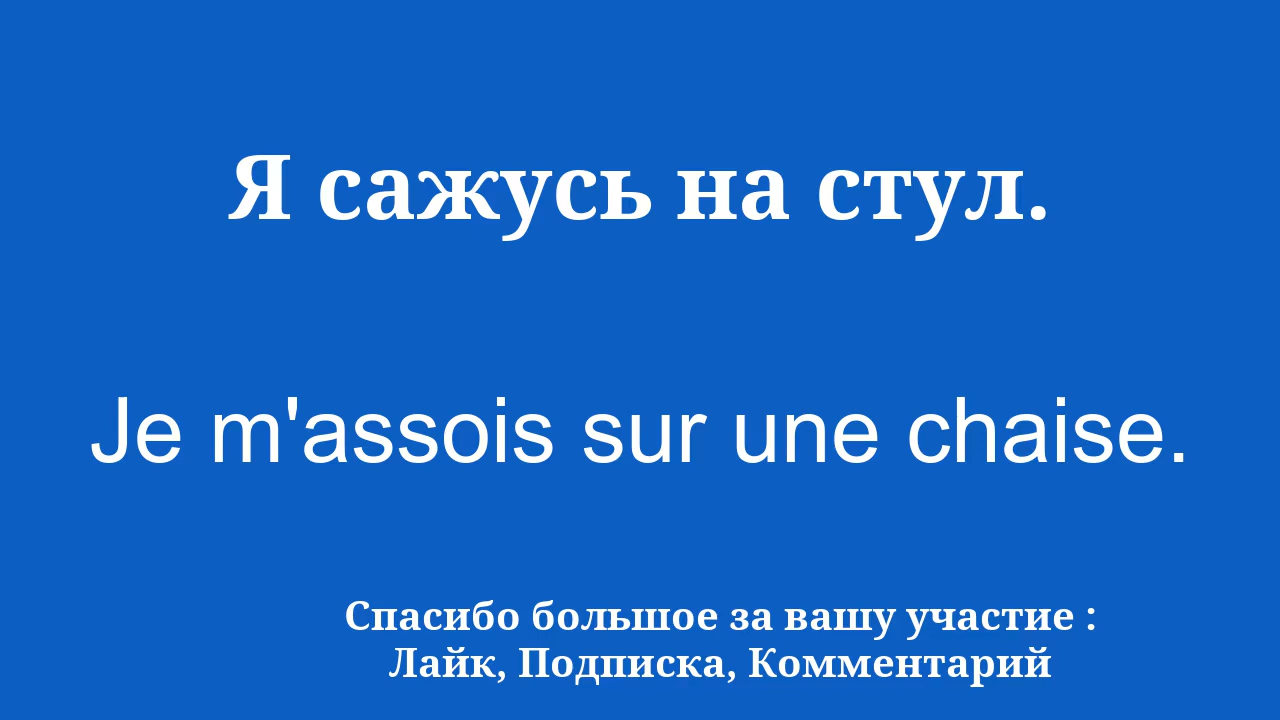 Я сажусь на стул.
Je m'assois sur une chaise.
Спасибо большое за вашу участие :
Лайк, Подписка, Комментарий